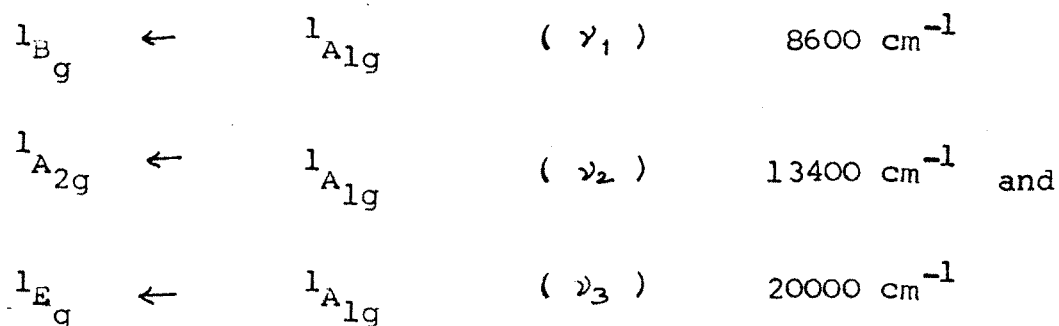 ¹B_g ← ¹A_1g ( ν₁ ) 8600 cm⁻¹
¹A_2g ← ¹A_1g ( ν₂ ) 13400 cm⁻¹ and
¹E_g ← ¹A_1g ( ν₃ ) 20000 cm⁻¹